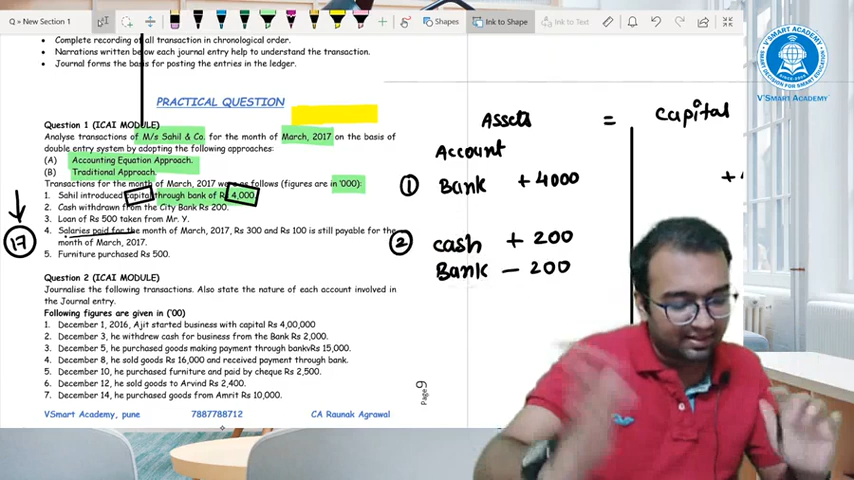 Q » New Section 1
Shapes
Ink to Shape
Ink to Text
• Complete recording of all transaction in chronological order.
• Narrations written below each journal entry help to understand the transaction.
• Journal forms the basis for posting the entries in the ledger.
PRACTICAL QUESTION
Question 1 (ICAI MODULE)
Analyse transactions of M/s Sahil & Co. for the month of March, 2017 on the basis of
double entry system by adopting the following approaches:
(A) Accounting Equation Approach.
(B) Traditional Approach.
Transactions for the month of March, 2017 were as follows (figures are in '000):
1. Sahil introduced capital through bank of Rs 4,000.
2. Cash withdrawn from the City Bank Rs 200.
3. Loan of Rs 500 taken from Mr. Y.
4. Salaries paid for the month of March, 2017, Rs 300 and Rs 100 is still payable for the
month of March, 2017.
5. Furniture purchased Rs 500.
17
Question 2 (ICAI MODULE)
Journalise the following transactions. Also state the nature of each account involved in
the Journal entry.
Following figures are given in ('00)
1. December 1, 2016, Ajit started business with capital Rs 4,00,000
2. December 3, he withdrew cash for business from the Bank Rs 2,000.
3. December 5, he purchased goods making payment through bankvRs 15,000.
4. December 8, he sold goods Rs 16,000 and received payment through bank.
5. December 10, he purchased furniture and paid by cheque Rs 2,500.
6. December 12, he sold goods to Arvind Rs 2,400.
7. December 14, he purchased goods from Amrit Rs 10,000.
VSmart Academy, pune 7887788712 CA Raunak Agrawal
Page 9
Assets = Capital
Account
1 Bank +4000 +4
2 cash + 200
Bank - 200
V'SMART ACADEMY
V'SMART ACADEMY